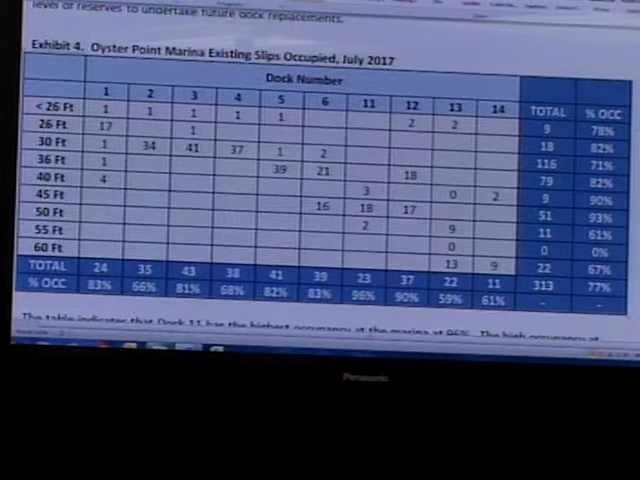 level of reserves to undertake future dock replacements.
Exhibit 4. Oyster Point Marina Existing Slips Occupied, July 2017
Dock Number
1 2 3 4 5 6 11 12 13 14 TOTAL % OCC
< 26 Ft 1 1 1 1 1 2 2 9 78%
26 Ft 17 1 18 82%
30 Ft 1 34 41 37 1 2 116 71%
36 Ft 1 39 21 18 79 82%
40 Ft 4 3 0 2 9 90%
45 Ft 16 18 17 51 93%
50 Ft 2 9 11 61%
55 Ft 0 0 0%
60 Ft 13 9 22 67%
TOTAL 24 35 43 38 41 39 23 37 22 11 313 77%
% OCC 83% 66% 81% 68% 82% 83% 96% 90% 59% 61% - -
The table indicates that Dock 11 has the highest occupancy at the marina at 96%. The high occupancy at
Panasonic